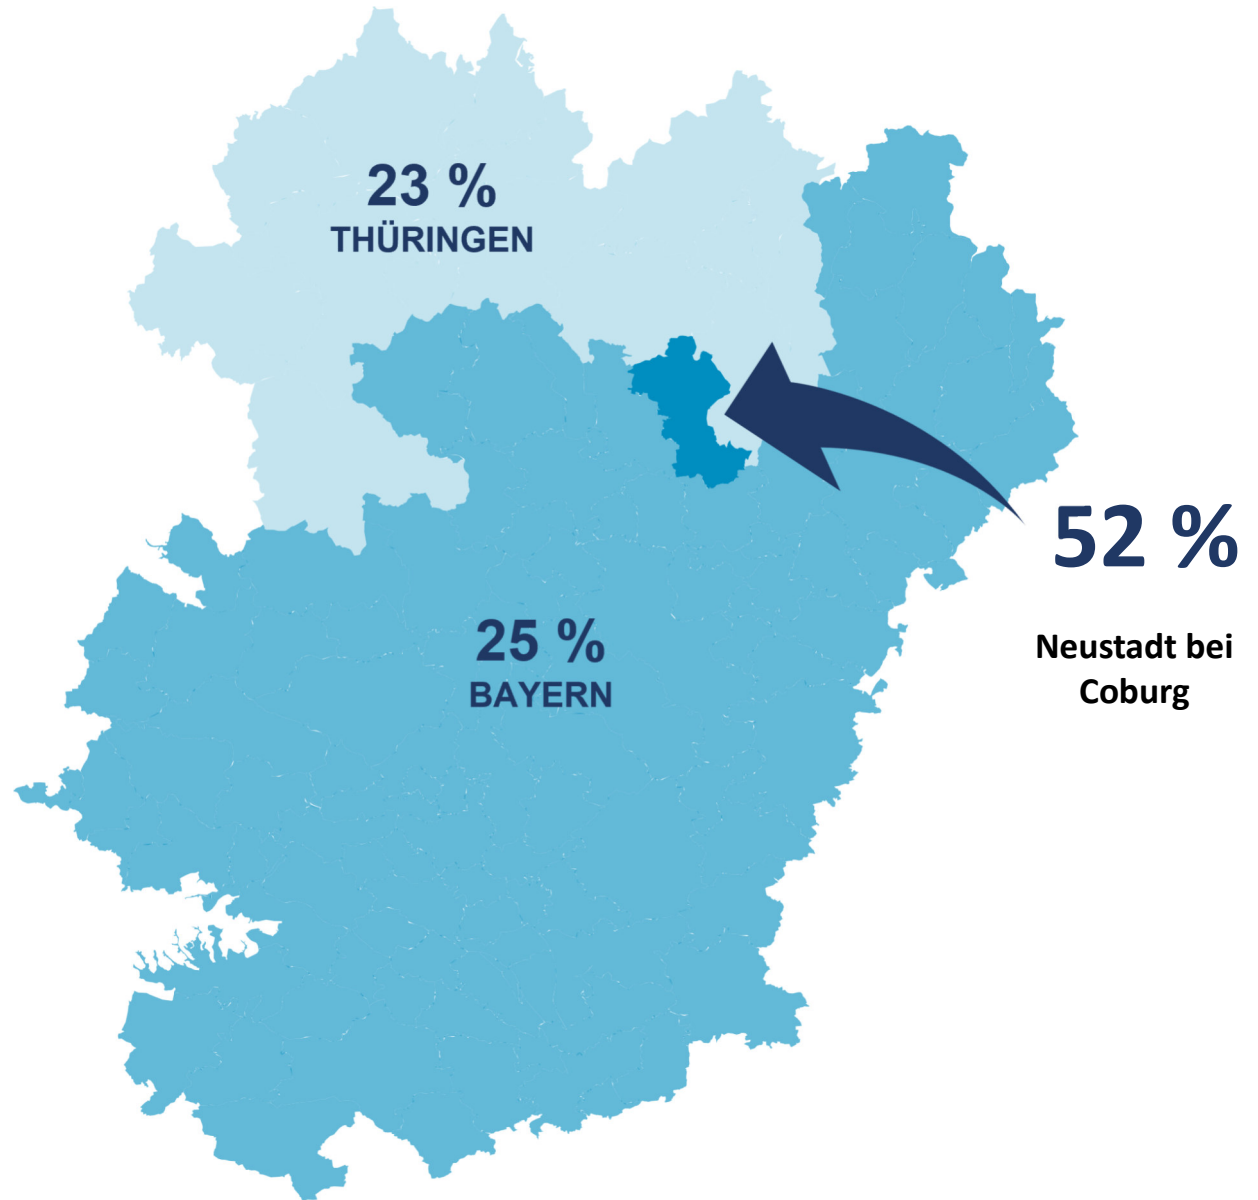 23 %
THÜRINGEN
52 %
Neustadt bei
Coburg
25 %
BAYERN